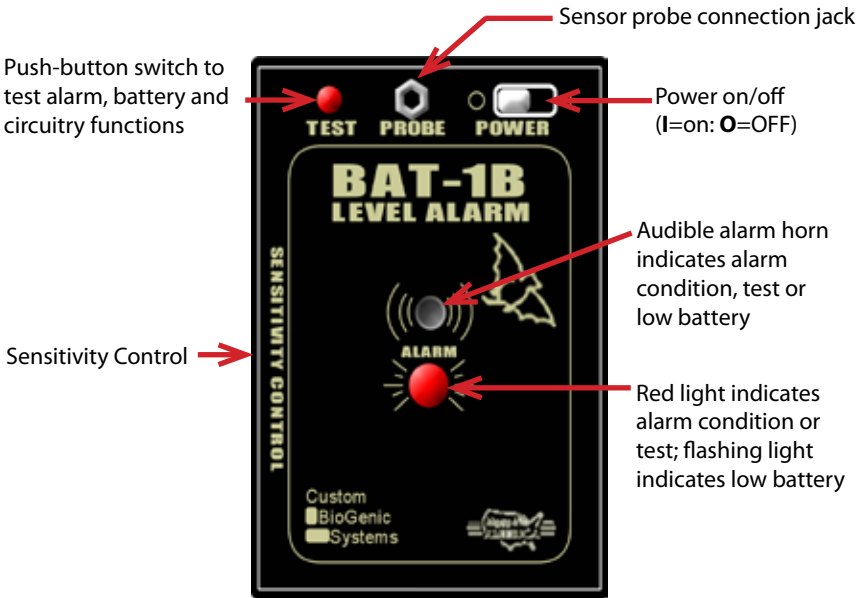 Sensor probe connection jack
Push-button switch to
test alarm, battery and
circuitry functions
Power on/off
(I=on: O=OFF)
TEST
PROBE
POWER
BAT-1B
LEVEL ALARM
Audible alarm horn
indicates alarm
condition, test or
low battery
SENSITIVITY CONTROL
Sensitivity Control
ALARM
Red light indicates
alarm condition or
test; flashing light
indicates low battery
Custom
BioGenic
Systems